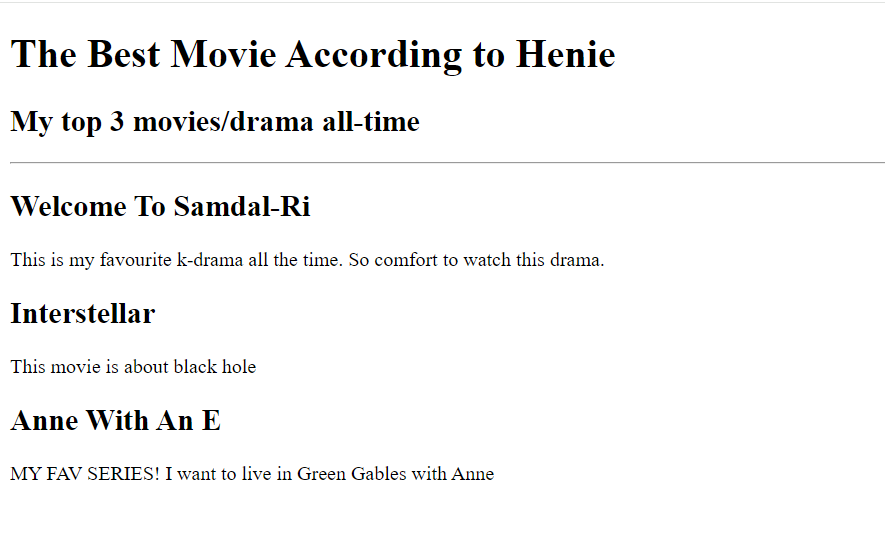 The Best Movie According to Henie
My top 3 movies/drama all-time
Welcome To Samdal-Ri
This is my favourite k-drama all the time. So comfort to watch this drama.
Interstellar
This movie is about black hole
Anne With An E
MY FAV SERIES! I want to live in Green Gables with Anne